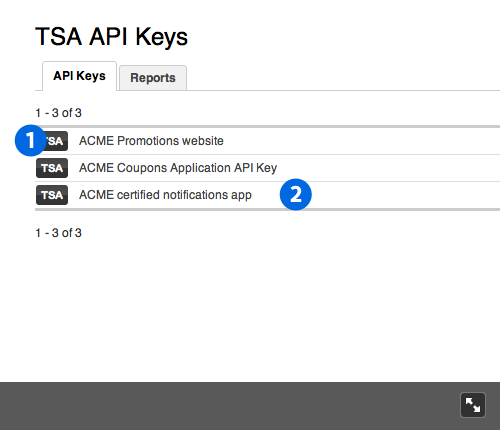 TSA API Keys
API Keys Reports
1 - 3 of 3
1 TSA ACME Promotions website
TSA ACME Coupons Application API Key
TSA ACME certified notifications app 2
1 - 3 of 3